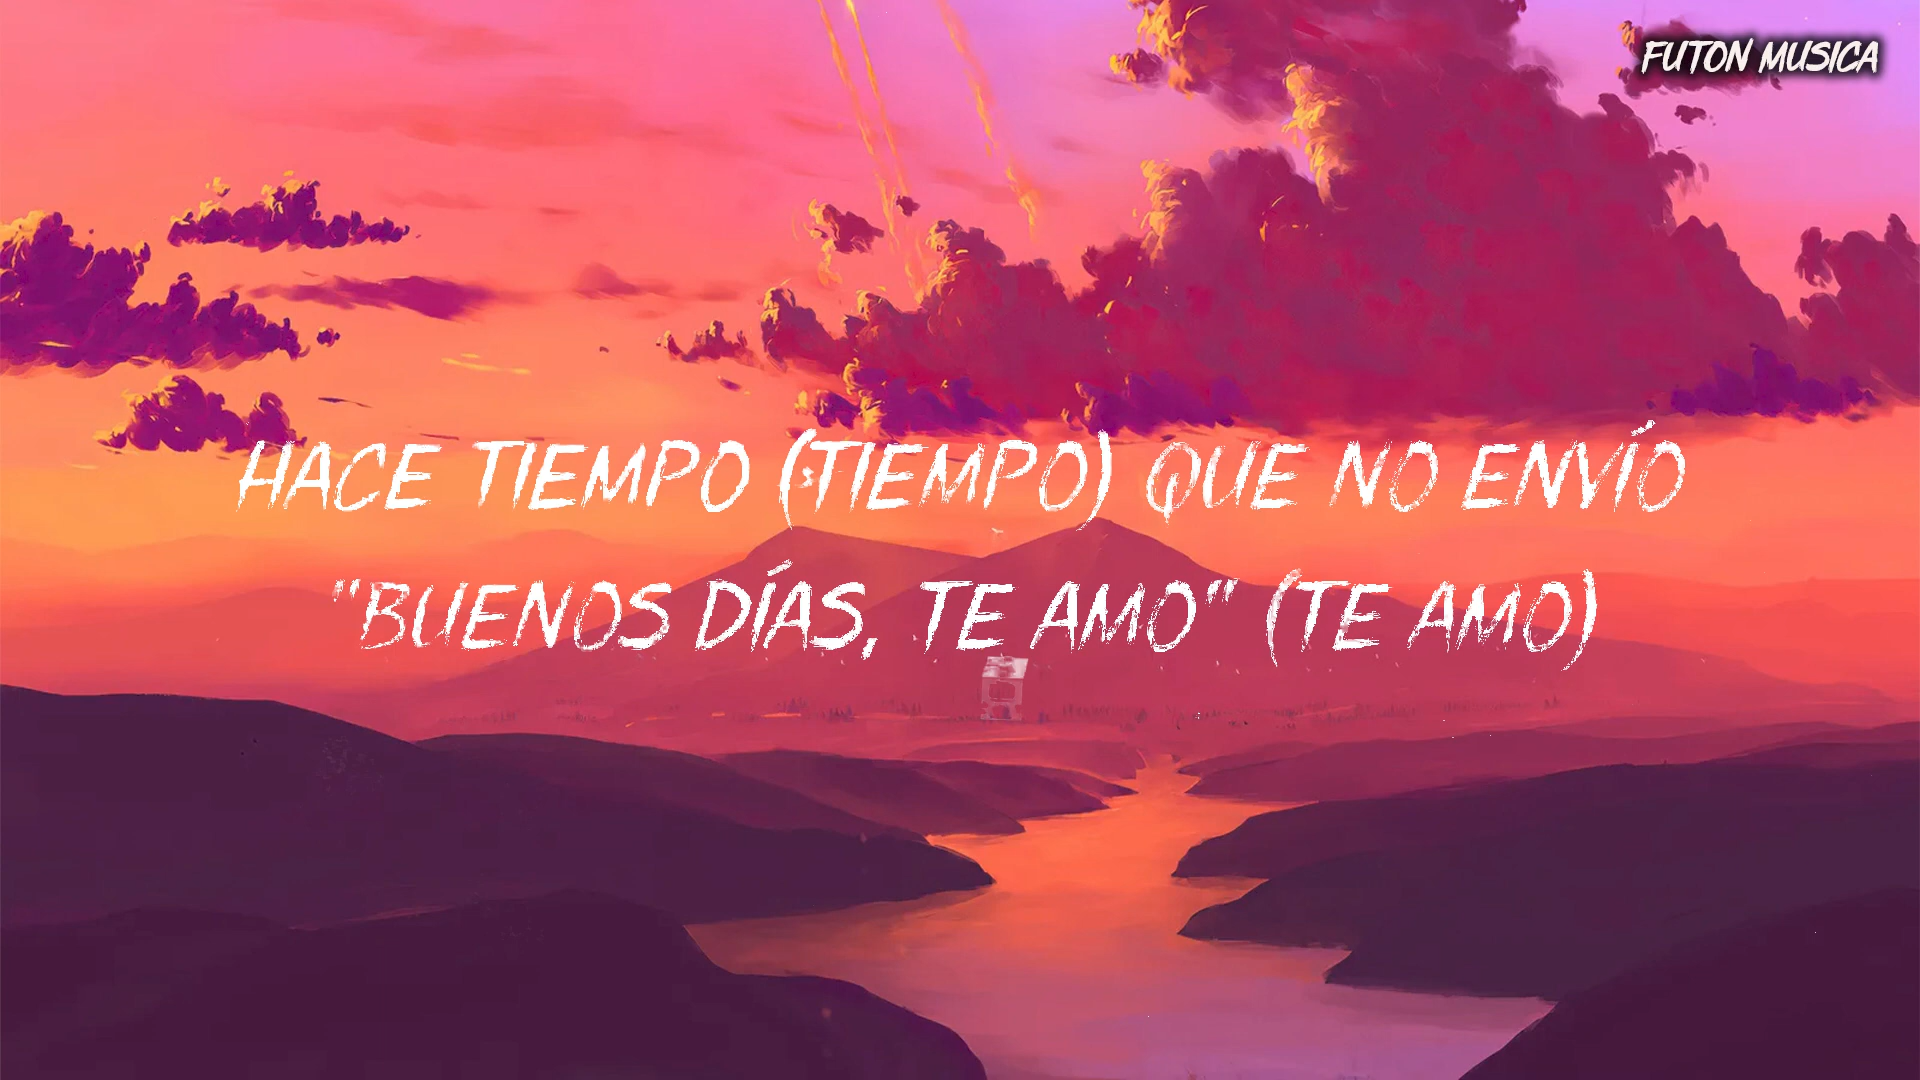 FUTON MUSICA
HACE TIEMPO (TIEMPO) QUE NO ENVÍO
"BUENOS DÍAS, TE AMO" (TE AMO)